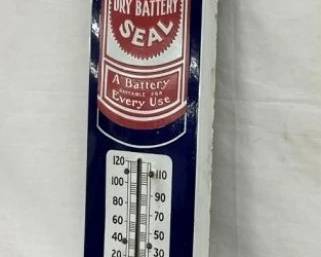 DRY BATTERY
SEAL
A Battery
SUITABLE FOR
Every Use
120
110
100
90
80
70
60
50
40
30
20